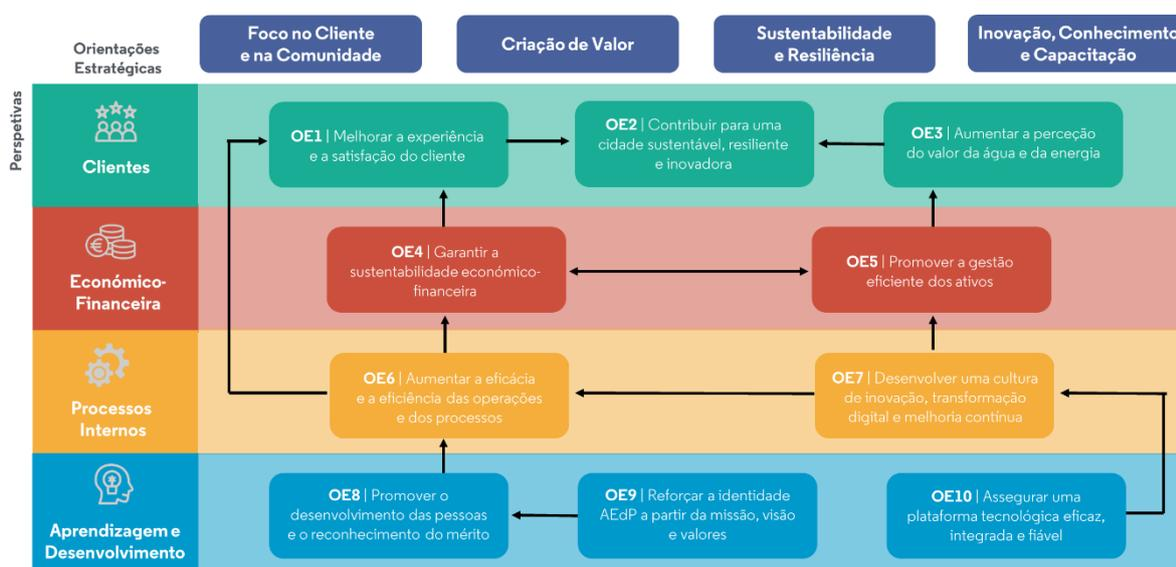 Orientações
Estratégicas
Foco no Cliente
e na Comunidade
Criação de Valor
Sustentabilidade
e Resiliência
Inovação, Conhecimento
e Capacitação
Perspetivas
Clientes
OE1 | Melhorar a experiência
e a satisfação do cliente
OE2 | Contribuir para uma
cidade sustentável, resiliente
e inovadora
OE3 | Aumentar a perceção
do valor da água e da energia
Económico-
Financeira
OE4 | Garantir a
sustentabilidade económico-
financeira
OE5 | Promover a gestão
eficiente dos ativos
Processos
Internos
OE6 | Aumentar a eficácia
e a eficiência das operações
e dos processos
OE7 | Desenvolver uma cultura
de inovação, transformação
digital e melhoria contínua
Aprendizagem e
Desenvolvimento
OE8 | Promover o
desenvolvimento das pessoas
e o reconhecimento do mérito
OE9 | Reforçar a identidade
AEdP a partir da missão, visão
e valores
OE10 | Assegurar uma
plataforma tecnológica eficaz,
integrada e fiável